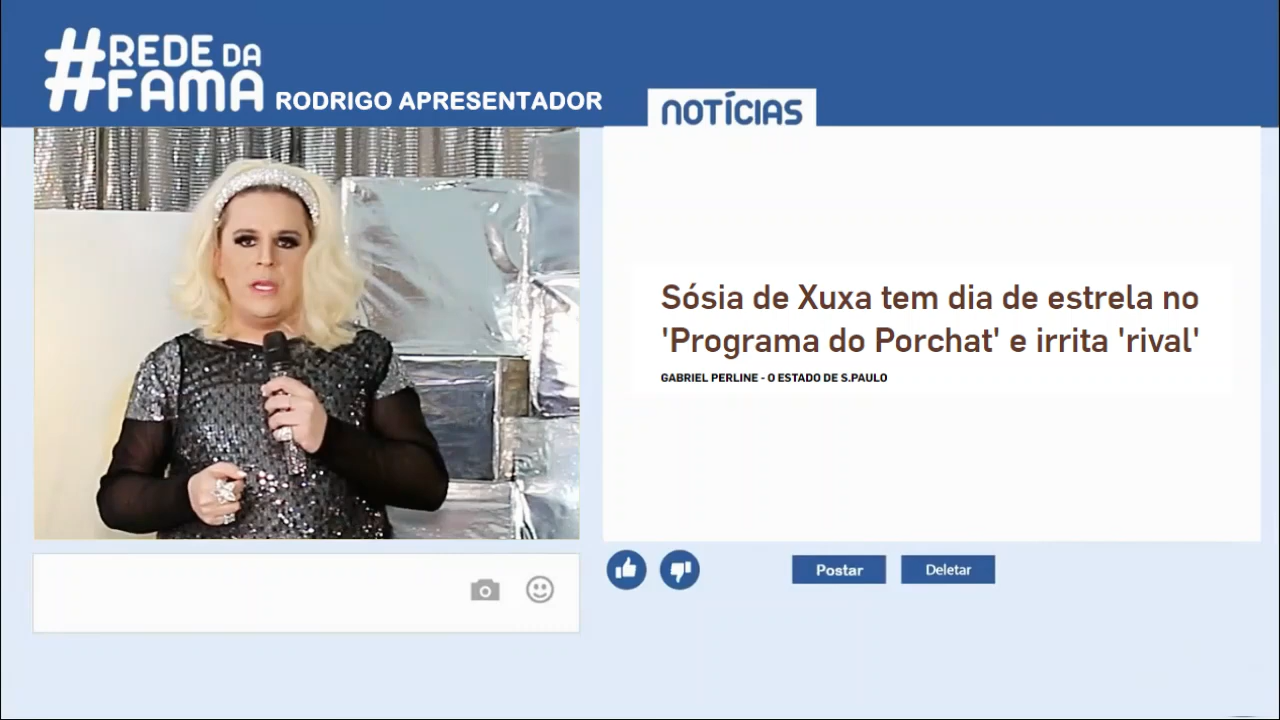 #REDE DA
FAMA RODRIGO APRESENTADOR
NOTÍCIAS
Sósia de Xuxa tem dia de estrela no
'Programa do Porchat' e irrita 'rival'
GABRIEL PERLINE - O ESTADO DE S.PAULO
Postar Deletar